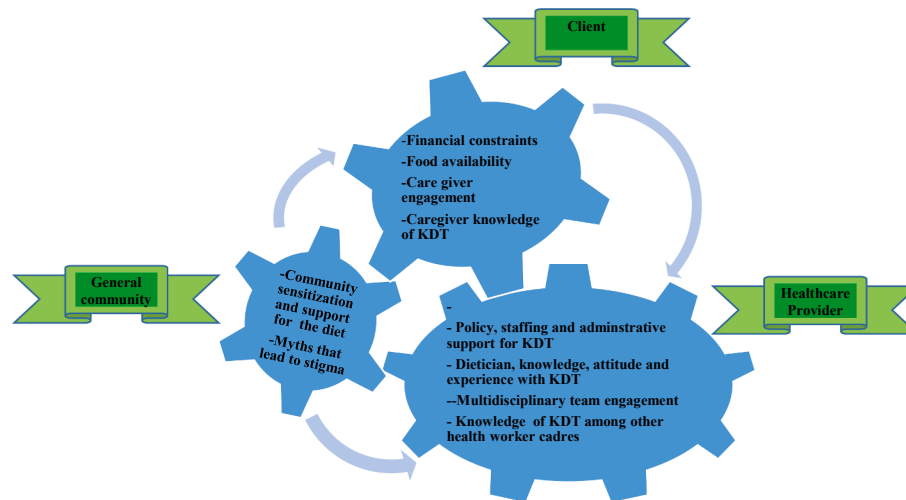 Client
-Financial constraints
-Food availability
-Care giver
engagement
-Caregiver knowledge
of KDT
General
community
-Community
sensitization
and support
for the diet
-Myths that
lead to stigma
Healthcare
Provider
-
- Policy, staffing and adminstrative
support for KDT
- Dietician, knowledge, attitude and
experience with KDT
--Multidisciplinary team engagement
- Knowledge of KDT among other
health worker cadres